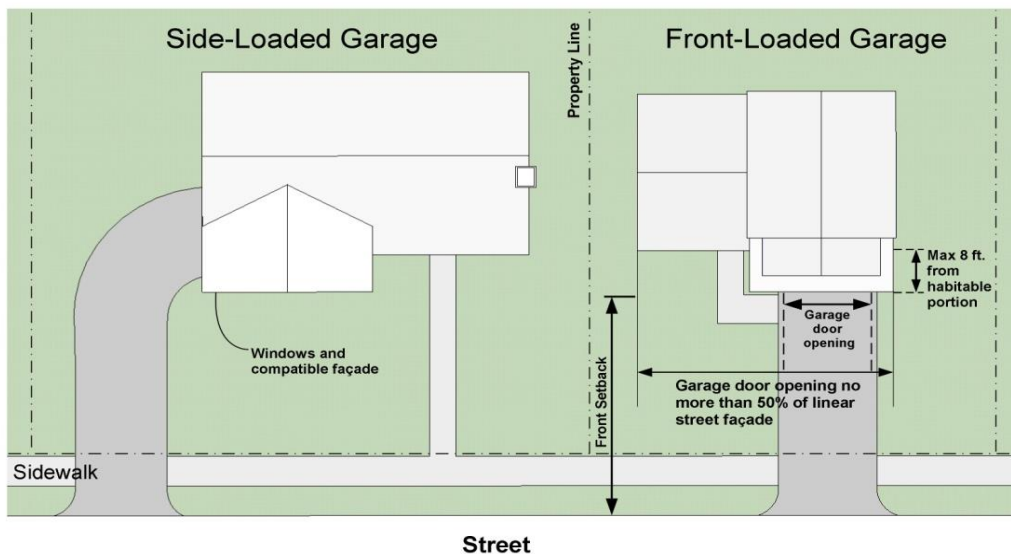 Side-Loaded Garage
Property Line
Front-Loaded Garage
Max 8 ft.
from
habitable
portion
Garage
door
opening
Windows and
compatible façade
Front Setback
Garage door opening no
more than 50% of linear
street façade
Sidewalk
Street